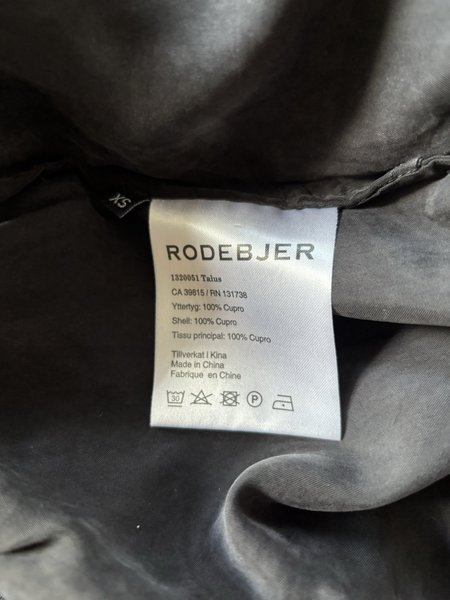 XS
RODEBJER
1320051 Talus
CA 39815 / RN 131738
Yttertyg: 100% Cupro
Shell: 100% Cupro
Tissu principal: 100% Cupro
Tillverkat i Kina
Made in China
Fabrique en Chine
30 P